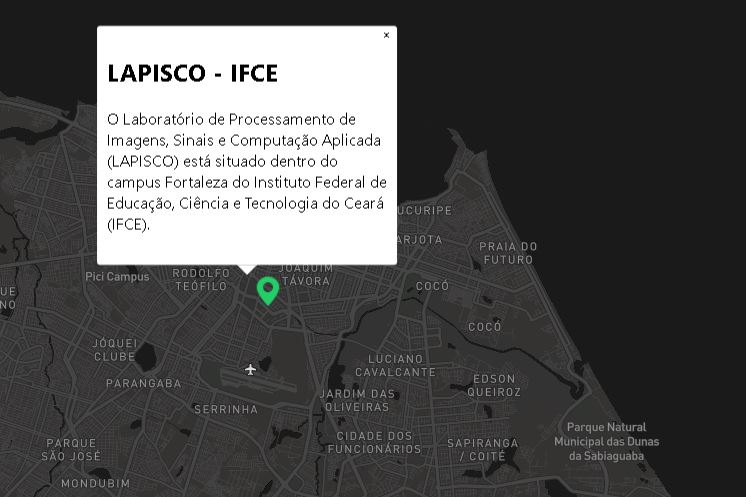 ×
LAPISCO - IFCE
O Laboratório de Processamento de
Imagens, Sinais e Computação Aplicada
(LAPISCO) está situado dentro do
campus Fortaleza do Instituto Federal de
Educação, Ciência e Tecnologia do Ceará
(IFCE).
UCURIPE
ARJOTA
PRAIA DO
FUTURO
Pici Campus
RODOLFO
TEÓFILO
JOAQUIM
TÁVORA
COCÓ
UE
NO
COCÓ
JÓQUEI
CLUBE
LUCIANO
CAVALCANTE
PARANGABA
EDSON
QUEIROZ
JARDIM DAS
OLIVEIRAS
SERRINHA
Parque Natural
Municipal das Dunas
da Sabiaguaba
PARQUE
SÃO JOSÉ
CIDADE DOS
FUNCIONÁRIOS
SAPIRANGA
/ COITÉ
MONDUBIM